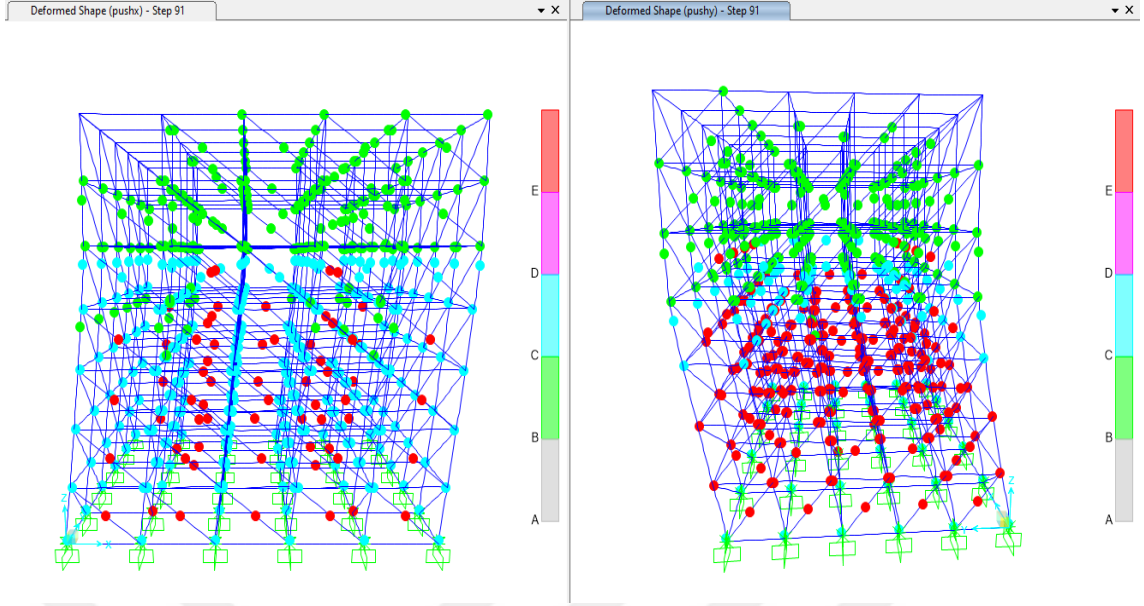 Deformed Shape (pushx) - Step 91
E
D
C
B
A
Z
X
Deformed Shape (pushy) - Step 91
E
D
C
B
A
Z